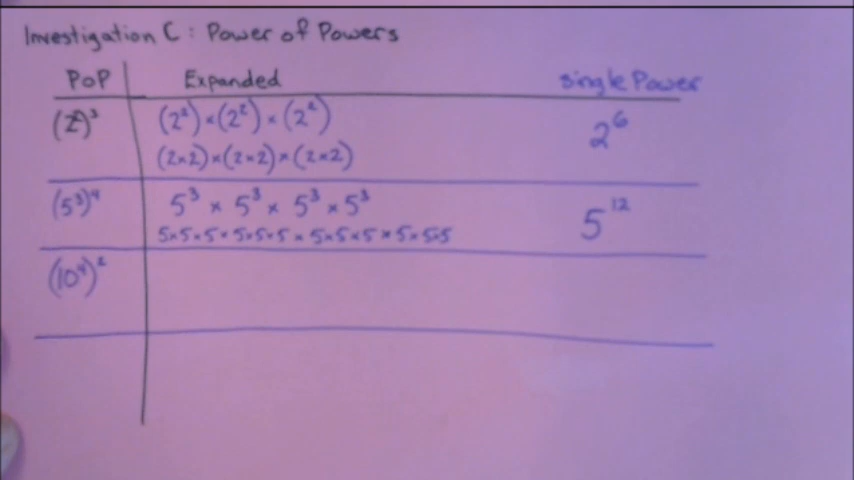 Investigation C : Power of Powers
PoP Expanded single Power
(2²)³ (2²) × (2²) × (2²) 2⁶
(2×2)×(2×2)×(2×2)
(5³)⁴ 5³ × 5³ × 5³ × 5³ 5¹²
5×5×5×5×5×5×5×5×5×5×5×5
(10⁴)²